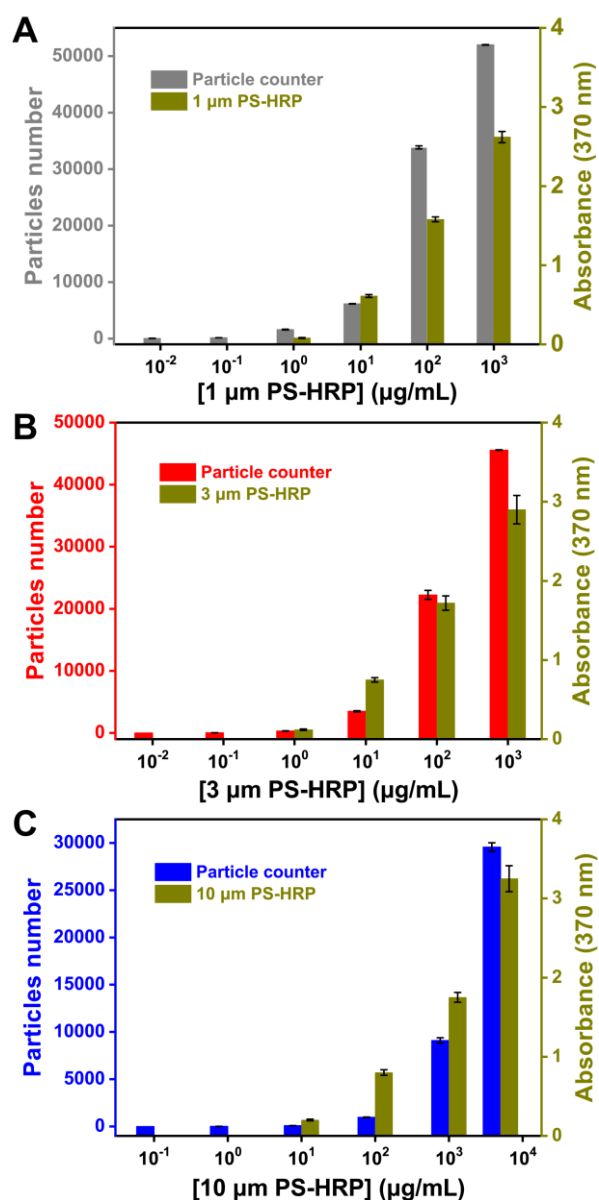 A
Particles number
50000
40000
30000
20000
10000
0
Particle counter
1 µm PS-HRP
4
3
2
1
0
Absorbance (370 nm)
10⁻² 10⁻¹ 10⁰ 10¹ 10² 10³
[1 µm PS-HRP] (µg/mL)
B
Particles number
50000
40000
30000
20000
10000
0
Particle counter
3 µm PS-HRP
4
3
2
1
0
Absorbance (370 nm)
10⁻² 10⁻¹ 10⁰ 10¹ 10² 10³
[3 µm PS-HRP] (µg/mL)
C
Particles number
30000
25000
20000
15000
10000
5000
0
Particle counter
10 µm PS-HRP
4
3
2
1
0
Absorbance (370 nm)
10⁻¹ 10⁰ 10¹ 10² 10³ 10⁴
[10 µm PS-HRP] (µg/mL)